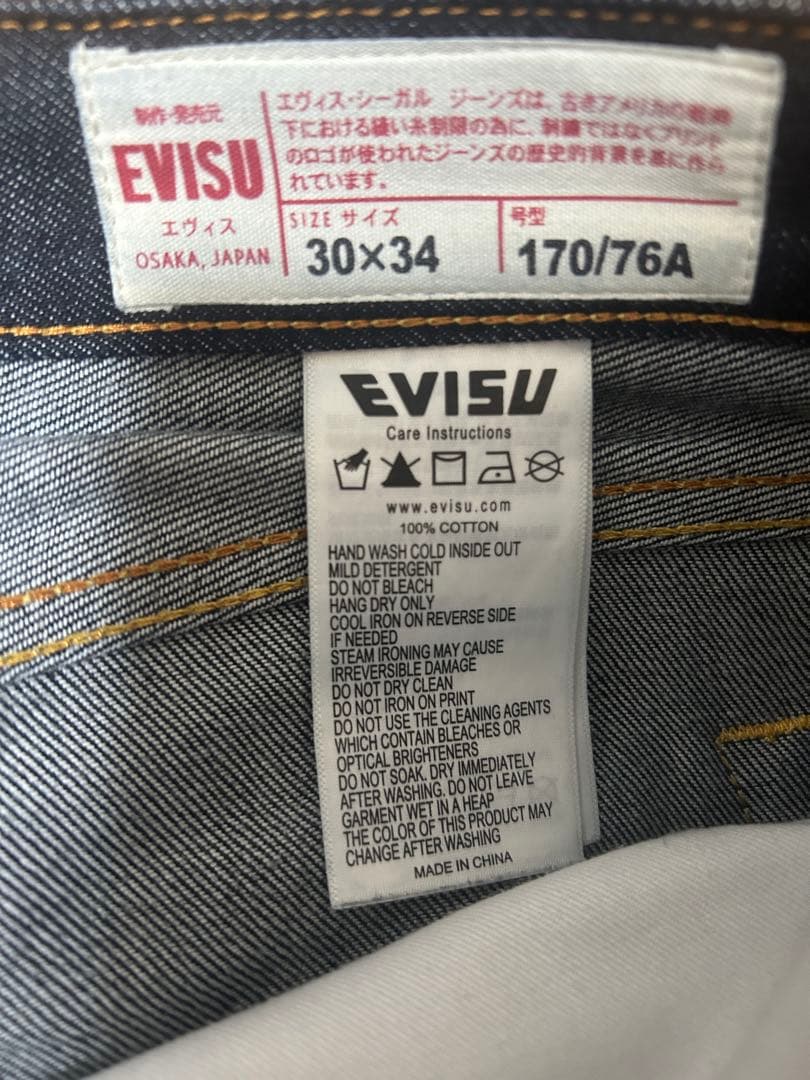 制作・発売元
EVISU
エヴィス
OSAKA, JAPAN
エヴィス・シーガル ジーンズは、古きアメリカの戦時
下における縫い糸制限の為に、刺繍ではなくプリント
のロゴが使われたジーンズの歴史的背景を基に作ら
れています。
SIZE サイズ
30×34
号型
170/76A
EVISU
Care Instructions
www.evisu.com
100% COTTON
HAND WASH COLD INSIDE OUT
MILD DETERGENT
DO NOT BLEACH
HANG DRY ONLY
COOL IRON ON REVERSE SIDE
IF NEEDED
STEAM IRONING MAY CAUSE
IRREVERSIBLE DAMAGE
DO NOT DRY CLEAN
DO NOT IRON ON PRINT
DO NOT USE THE CLEANING AGENTS
WHICH CONTAIN BLEACHES OR
OPTICAL BRIGHTENERS
DO NOT SOAK. DRY IMMEDIATELY
AFTER WASHING. DO NOT LEAVE
GARMENT WET IN A HEAP
THE COLOR OF THIS PRODUCT MAY
CHANGE AFTER WASHING
MADE IN CHINA